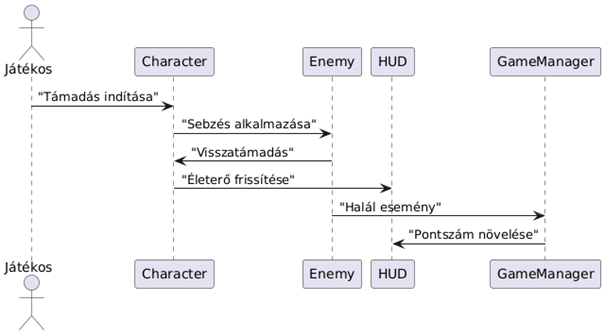 Játékos
Character
Enemy
HUD
GameManager
"Támadás indítása"
"Sebzés alkalmazása"
"Visszatámadás"
"Életerő frissítése"
"Halál esemény"
"Pontszám növelése"
Játékos
Character
Enemy
HUD
GameManager